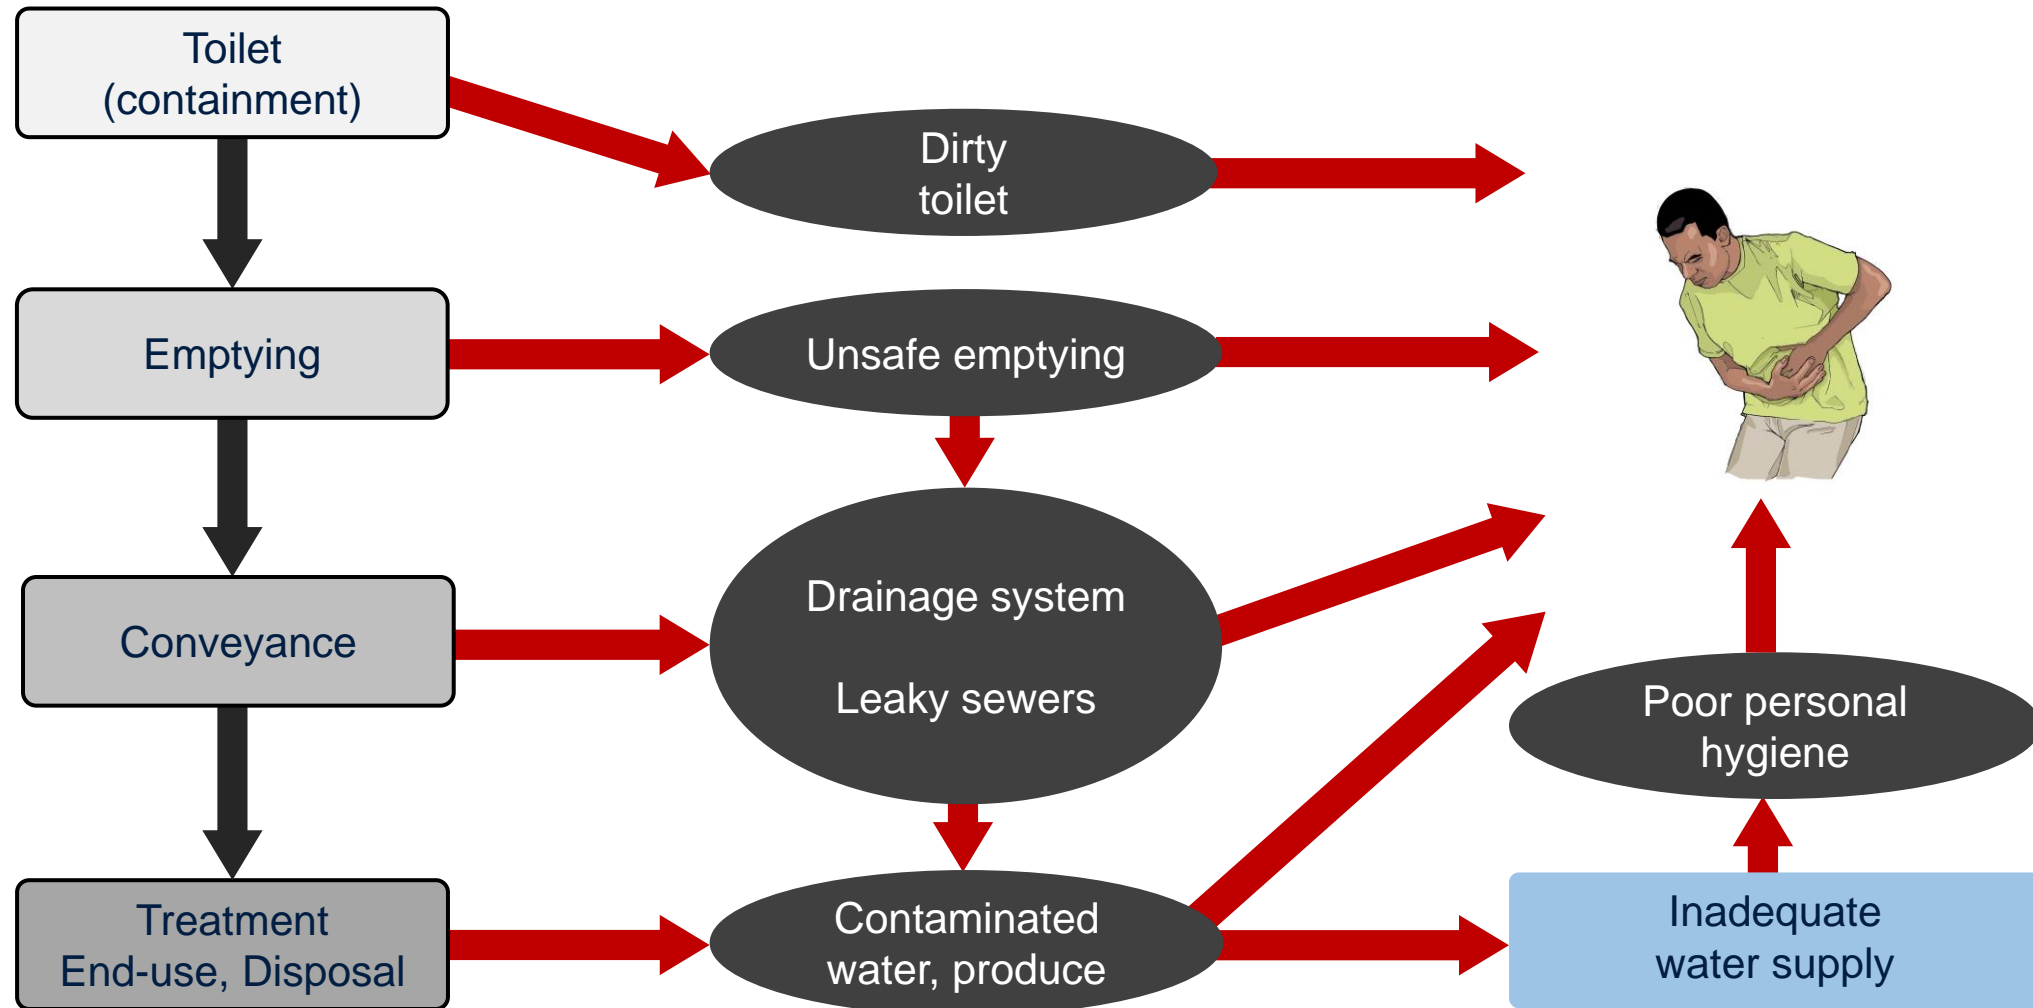 Toilet
(containment)
Dirty
toilet
Emptying
Unsafe emptying
Conveyance
Drainage system
Leaky sewers
Poor personal
hygiene
Treatment
End-use, Disposal
Contaminated
water, produce
Inadequate
water supply